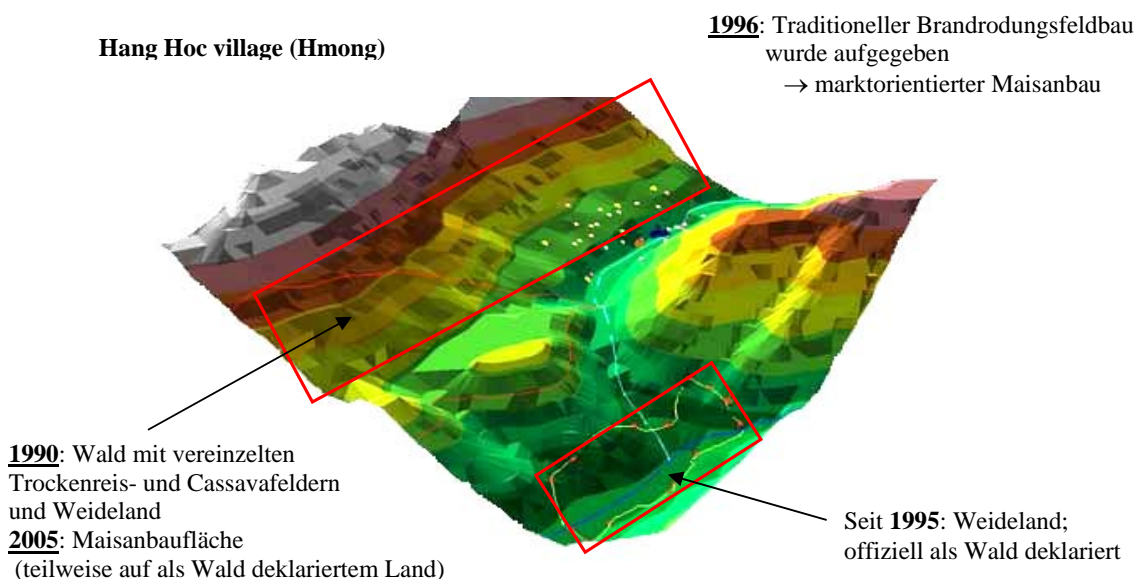 Hang Hoc village (Hmong)
1996: Traditioneller Brandrodungsfeldbau
wurde aufgegeben
→ marktorientierter Maisanbau
1990: Wald mit vereinzelten
Trockenreis- und Cassavafeldern
und Weideland
2005: Maisanbaufläche
(teilweise auf als Wald deklariertem Land)
Seit 1995: Weideland;
offiziell als Wald deklariert